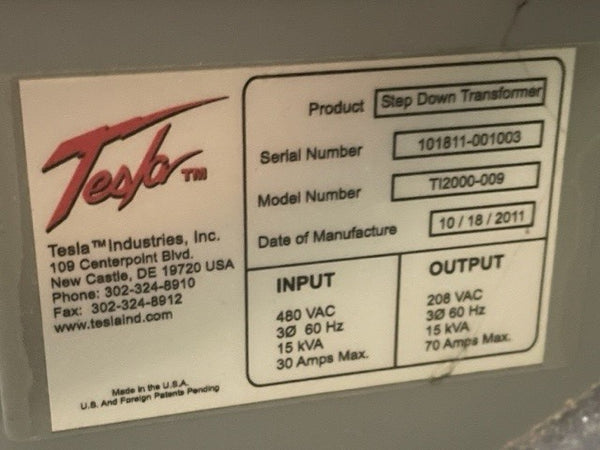 Tesla™
Tesla™Industries, Inc.
109 Centerpoint Blvd.
New Castle, DE 19720 USA
Phone: 302-324-8910
Fax: 302-324-8912
www.teslaind.com
Made in the U.S.A.
U.S. And Foreign Patents Pending
Product Step Down Transformer
Serial Number 101811-001003
Model Number TI2000-009
Date of Manufacture 10 / 18 / 2011
INPUT
480 VAC
3Ø 60 Hz
15 kVA
30 Amps Max.
OUTPUT
208 VAC
3Ø 60 Hz
15 kVA
70 Amps Max.